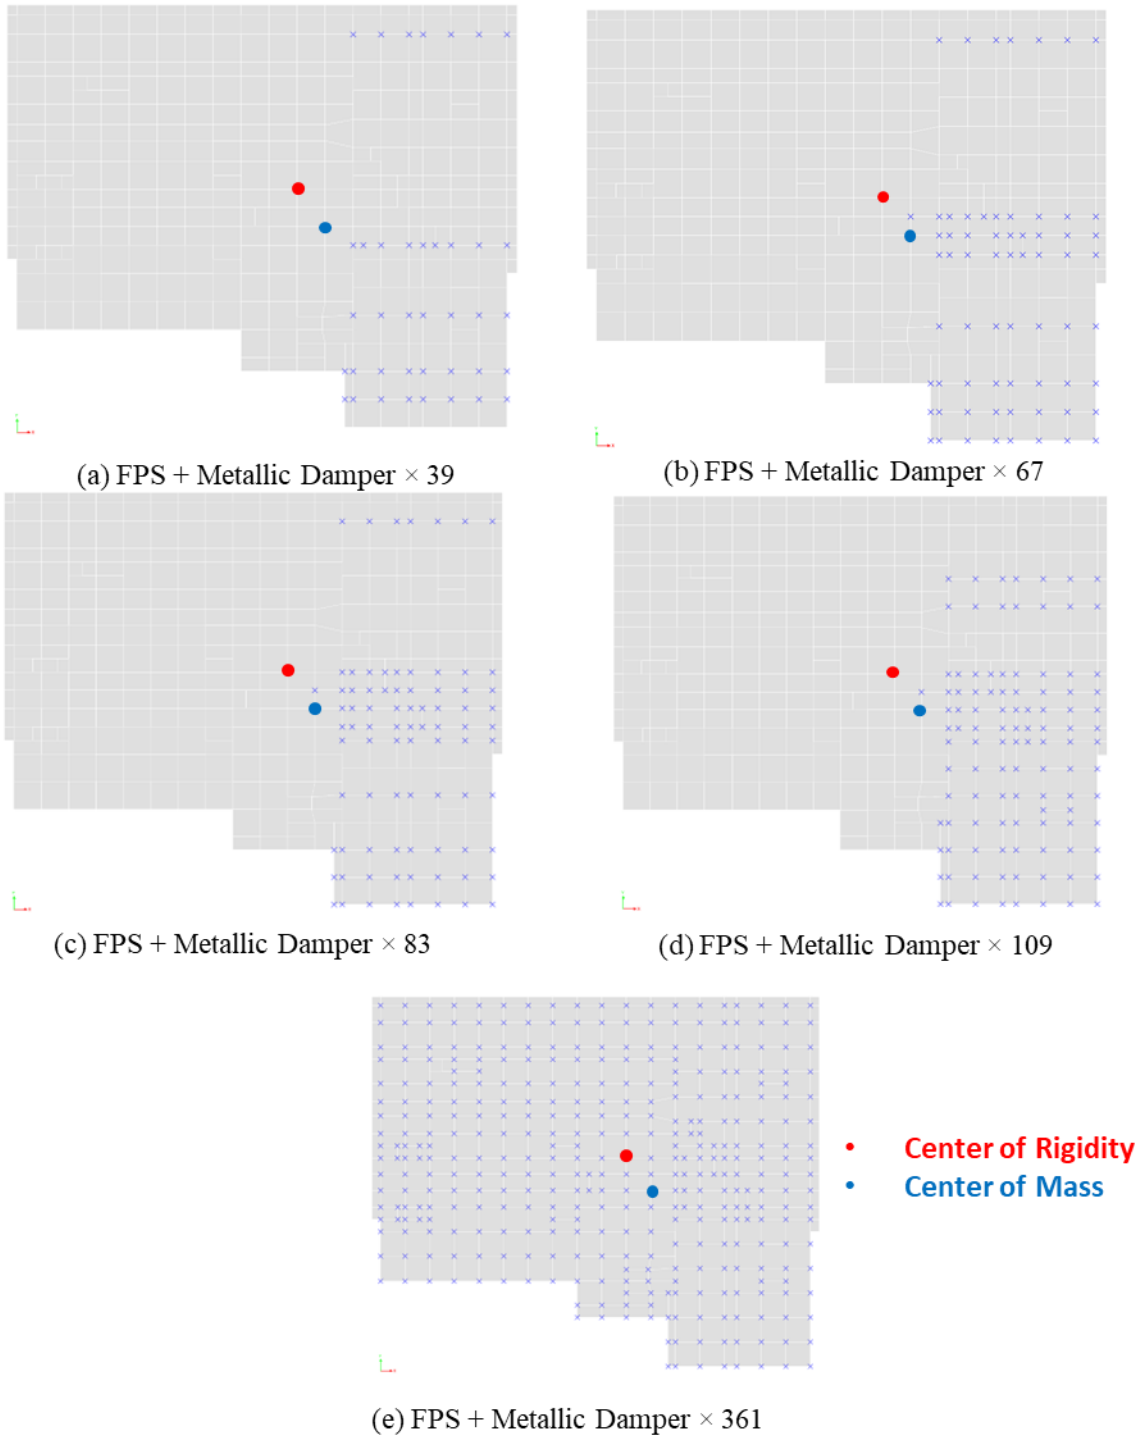 (a) FPS + Metallic Damper × 39
(b) FPS + Metallic Damper × 67
(c) FPS + Metallic Damper × 83
(d) FPS + Metallic Damper × 109
Center of Rigidity
Center of Mass
(e) FPS + Metallic Damper × 361